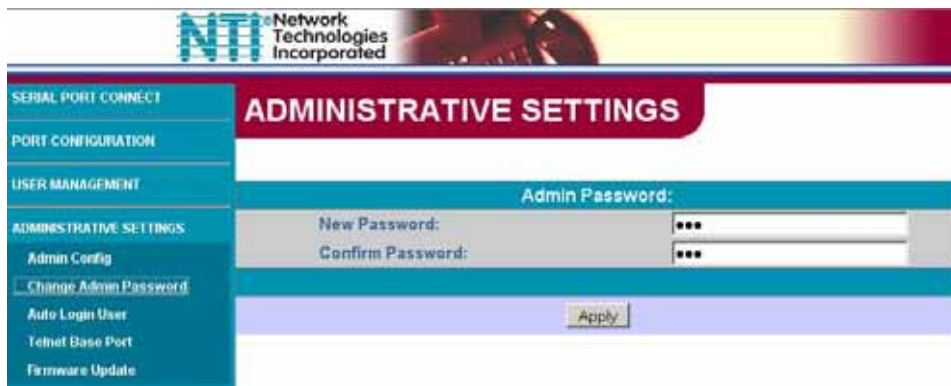 NTI
Network
Technologies
Incorporated
SERIAL PORT CONNECT
PORT CONFIGURATION
USER MANAGEMENT
ADMINISTRATIVE SETTINGS
Admin Config
Change Admin Password
Auto Login User
Telnet Base Port
Firmware Update
ADMINISTRATIVE SETTINGS
Admin Password:
New Password: •••
Confirm Password: •••
Apply